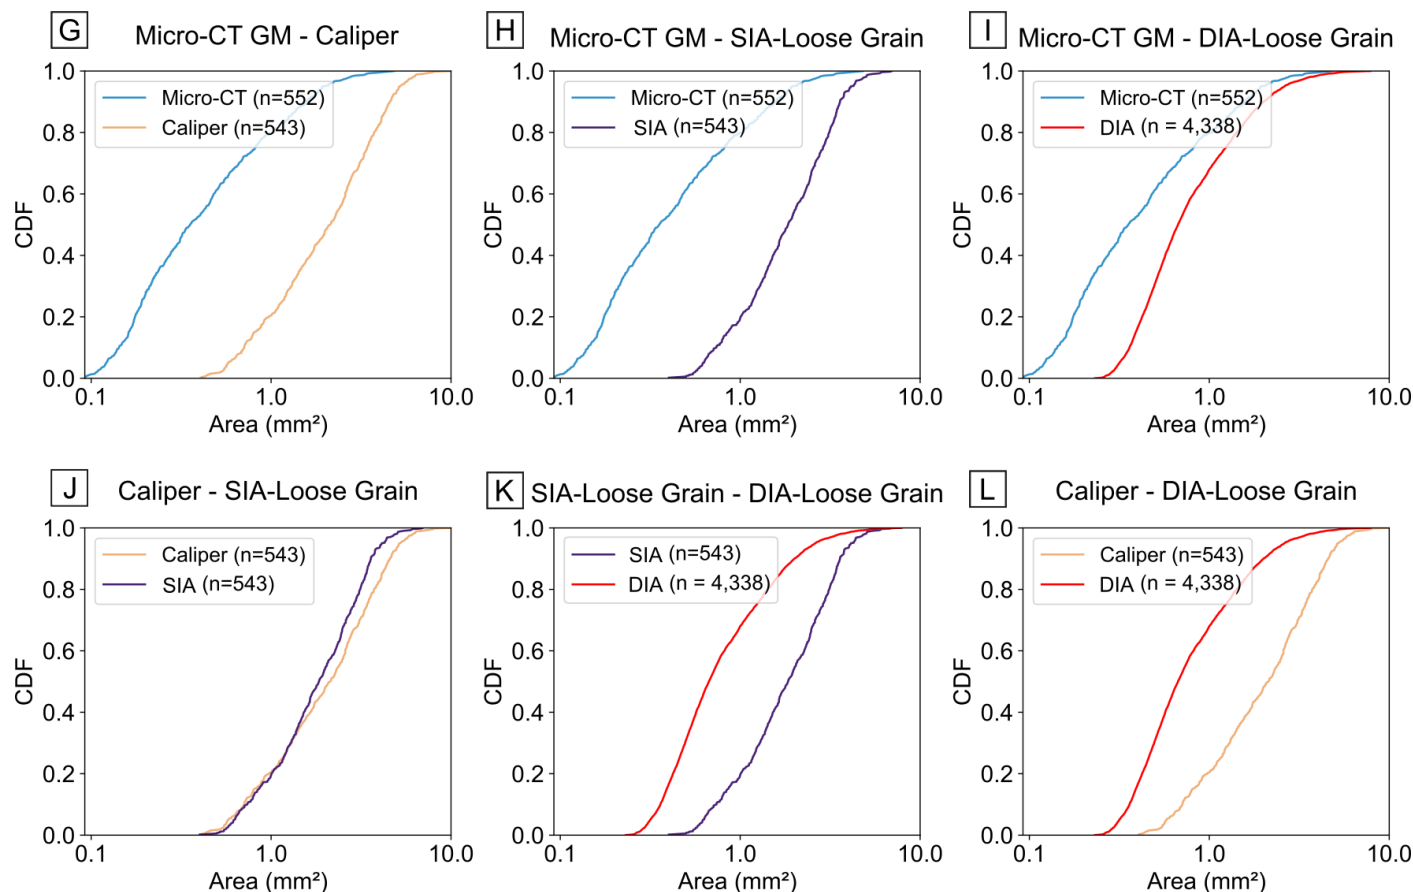 G Micro-CT GM - Caliper
H Micro-CT GM - SIA-Loose Grain
I Micro-CT GM - DIA-Loose Grain
1.0
0.8
0.6
0.4
0.2
0.0
CDF
Micro-CT (n=552)
Caliper (n=543)
0.1 1.0 10.0
Area (mm²)
1.0
0.8
0.6
0.4
0.2
0.0
CDF
Micro-CT (n=552)
SIA (n=543)
0.1 1.0 10.0
Area (mm²)
1.0
0.8
0.6
0.4
0.2
0.0
CDF
Micro-CT (n=552)
DIA (n = 4,338)
0.1 1.0 10.0
Area (mm²)
J Caliper - SIA-Loose Grain
K SIA-Loose Grain - DIA-Loose Grain
L Caliper - DIA-Loose Grain
1.0
0.8
0.6
0.4
0.2
0.0
CDF
Caliper (n=543)
SIA (n=543)
0.1 1.0 10.0
Area (mm²)
1.0
0.8
0.6
0.4
0.2
0.0
CDF
SIA (n=543)
DIA (n = 4,338)
0.1 1.0 10.0
Area (mm²)
1.0
0.8
0.6
0.4
0.2
0.0
CDF
Caliper (n=543)
DIA (n = 4,338)
0.1 1.0 10.0
Area (mm²)